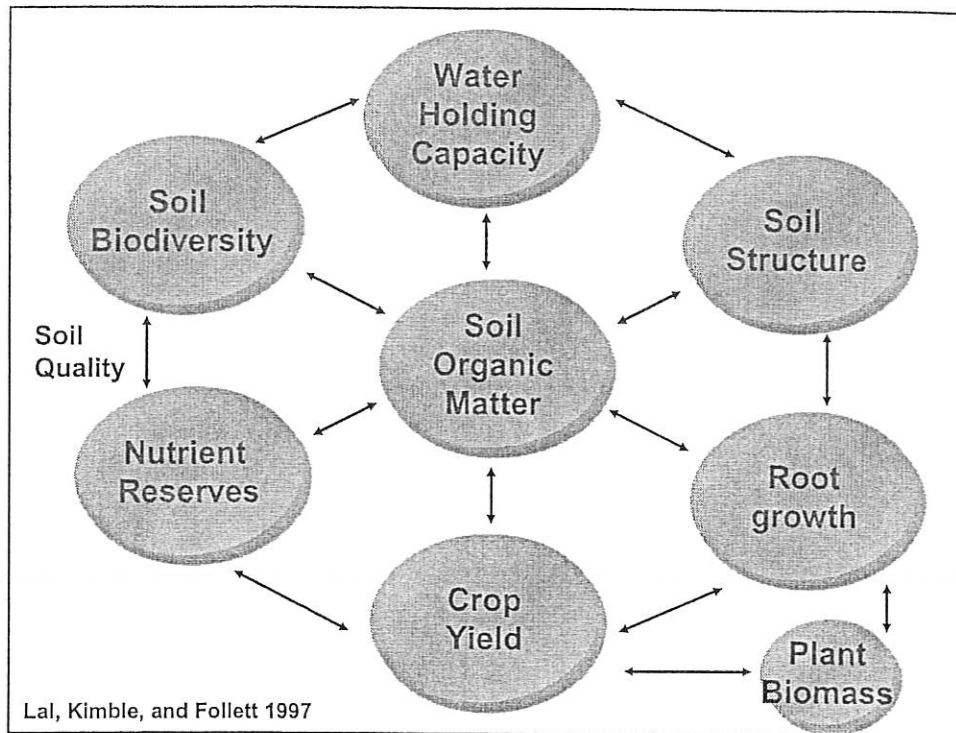 Water
Holding
Capacity
Soil
Biodiversity
Soil
Structure
Soil
Organic
Matter
Soil
Quality
Nutrient
Reserves
Root
growth
Crop
Yield
Plant
Biomass
Lal, Kimble, and Follett 1997